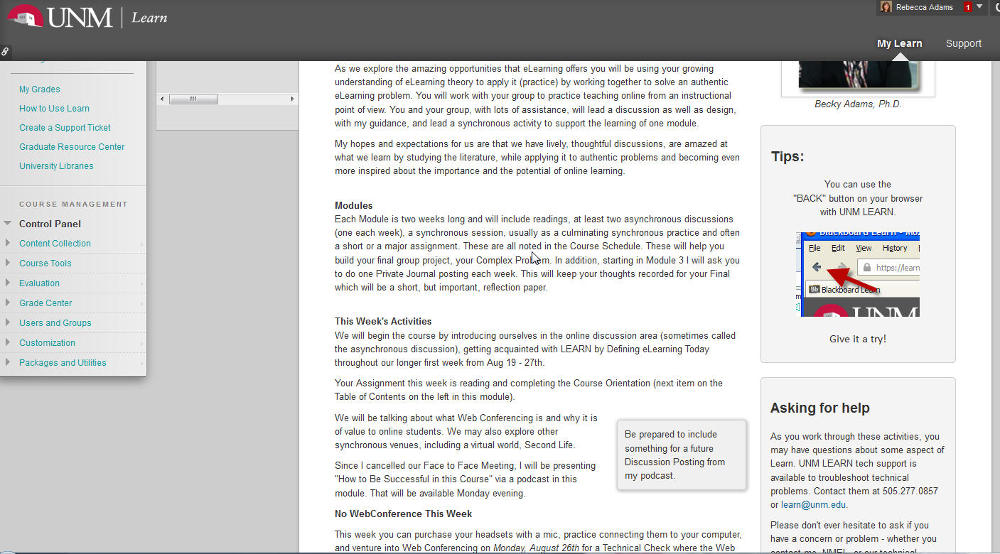 UNM Learn
Rebecca Adams 1
My Learn Support
My Grades
How to Use Learn
Create a Support Ticket
Graduate Resource Center
University Libraries
COURSE MANAGEMENT
Control Panel
Content Collection
Course Tools
Evaluation
Grade Center
Users and Groups
Customization
Packages and Utilities
As we explore the amazing opportunities that eLearning offers you will be using your growing
understanding of eLearning theory to apply it (practice) by working together to solve an authentic
eLearning problem. You will work with your group to practice teaching online from an instructional
point of view. You and your group, with lots of assistance, will lead a discussion as well as design,
with my guidance, and lead a synchronous activity to support the learning of one module.
My hopes and expectations for us are that we have lively, thoughtful discussions, are amazed at
what we learn by studying the literature, while applying it to authentic problems and becoming even
more inspired about the importance and the potential of online learning.
Modules
Each Module is two weeks long and will include readings, at least two asynchronous discussions
(one each week), a synchronous session, usually as a culminating synchronous practice and often
a short or a major assignment. These are all noted in the Course Schedule. These will help you
build your final group project, your Complex Problem. In addition, starting in Module 3 I will ask you
to do one Private Journal posting each week. This will keep your thoughts recorded for your Final
which will be a short, but important, reflection paper.
This Week's Activities
We will begin the course by introducing ourselves in the online discussion area (sometimes called
the asynchronous discussion), getting acquainted with LEARN by Defining eLearning Today
throughout our longer first week from Aug 19 - 27th.
Your Assignment this week is reading and completing the Course Orientation (next item on the
Table of Contents on the left in this module).
We will be talking about what Web Conferencing is and why it is
of value to online students. We may also explore other
synchronous venues, including a virtual world, Second Life.
Since I cancelled our Face to Face Meeting, I will be presenting
"How to Be Successful in this Course" via a podcast in this
module. That will be available Monday evening.
Be prepared to include
something for a future
Discussion Posting from
my podcast.
No WebConference This Week
This week you can purchase your headsets with a mic, practice connecting them to your computer,
and venture into Web Conferencing on Monday, August 26th for a Technical Check where the Web
Becky Adams, Ph.D.
Tips:
You can use the
"BACK" button on your browser
with UNM LEARN.
Blackboard Learn - Mo
File Edit View History
https://learn
Bb Blackboard Learn
UNM
Give it a try!
Asking for help
As you work through these activities, you
may have questions about some aspect of
Learn. UNM LEARN tech support is
available to troubleshoot technical
problems. Contact them at 505.277.0857
or learn@unm.edu.
Please don't ever hesitate to ask if you
have a concern or problem - whether you
contact me, NMEL, or our technical